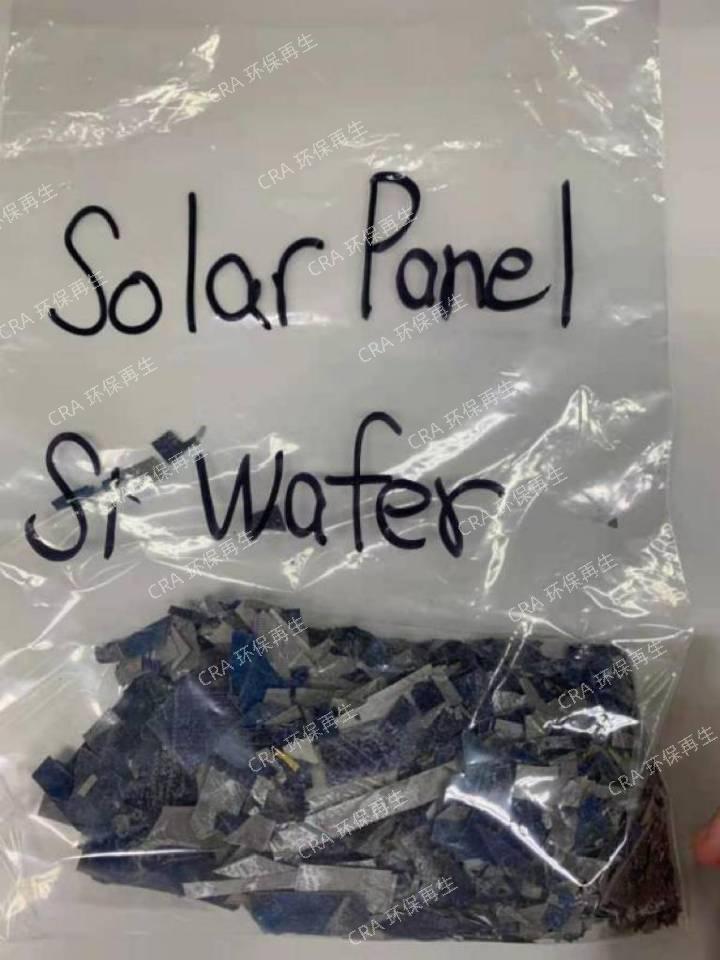 Solar Panel
Si Wafer
CRA 环保再生